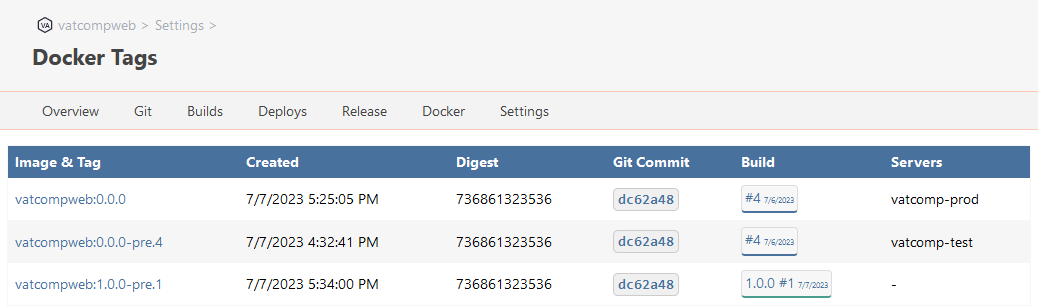 VA vatcompweb > Settings >
Docker Tags
Overview Git Builds Deploys Release Docker Settings
Image & Tag Created Digest Git Commit Build Servers
vatcompweb:0.0.0 7/7/2023 5:25:05 PM 736861323536 dc62a48 #4 7/6/2023 vatcomp-prod
vatcompweb:0.0.0-pre.4 7/7/2023 4:32:41 PM 736861323536 dc62a48 #4 7/6/2023 vatcomp-test
vatcompweb:1.0.0-pre.1 7/7/2023 5:34:00 PM 736861323536 dc62a48 1.0.0 #1 7/7/2023 -